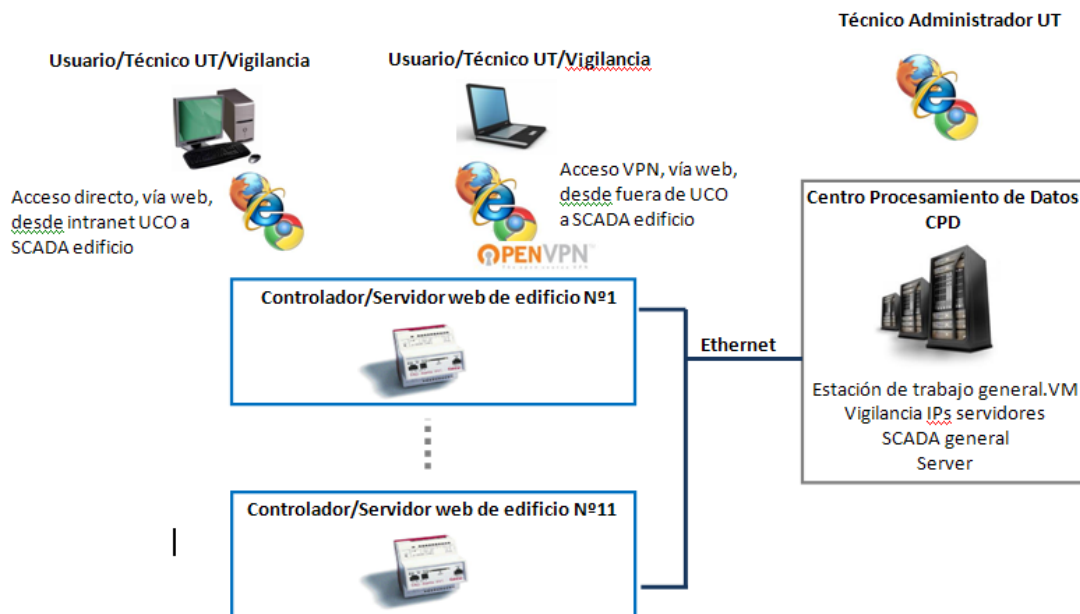 Técnico Administrador UT
Usuario/Técnico UT/Vigilancia
Usuario/Técnico UT/Vigilancia
Acceso directo, vía web,
desde intranet UCO a
SCADA edificio
Acceso VPN, vía web,
desde fuera de UCO
a SCADA edificio
OPENVPN
Centro Procesamiento de Datos
CPD
Controlador/Servidor web de edificio Nº1
Ethernet
Estación de trabajo general.VM
Vigilancia IPs servidores
SCADA general
Server
Controlador/Servidor web de edificio Nº11